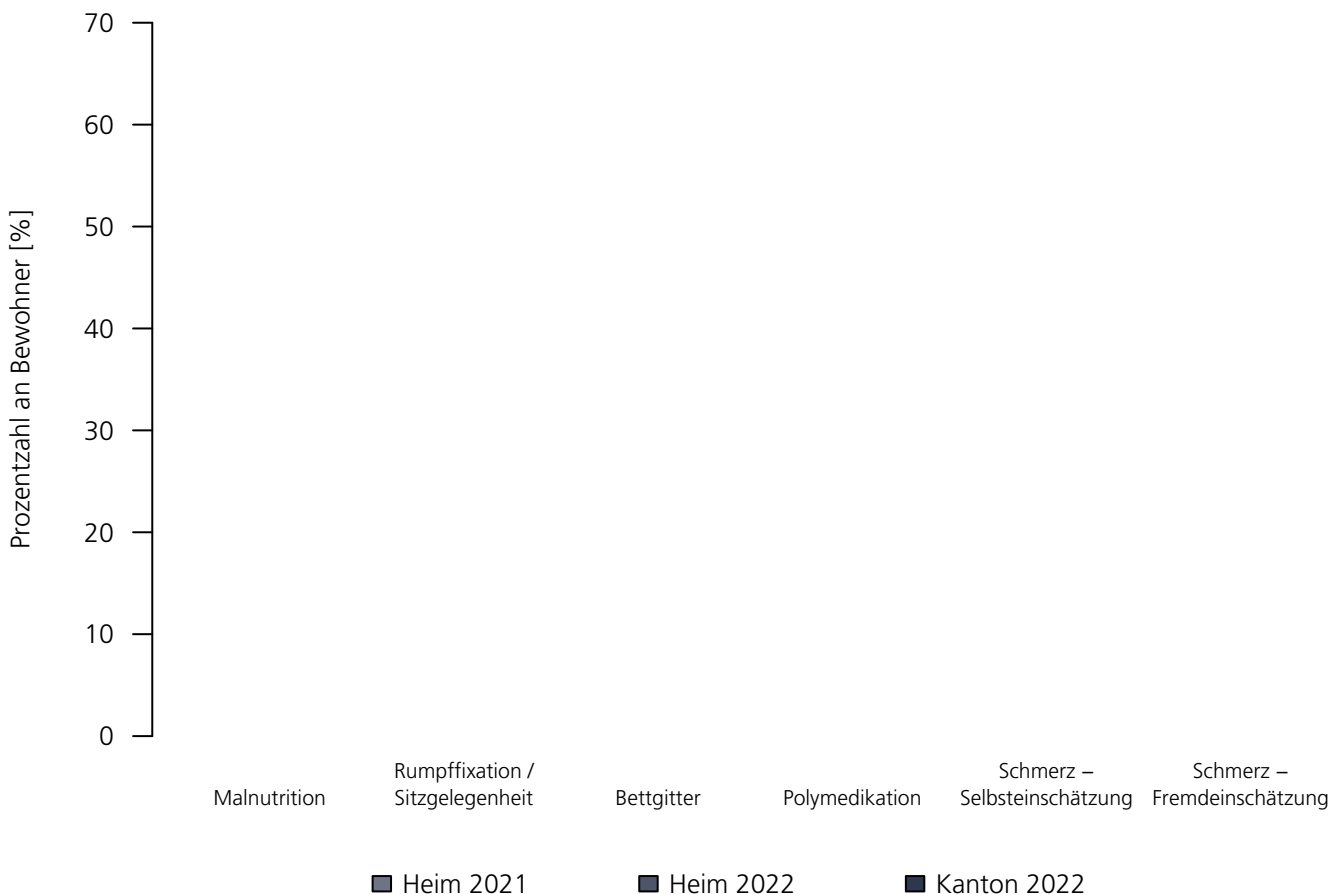 70
60
50
40
30
20
10
0
Prozentzahl an Bewohner [%]
Malnutrition
Rumpffixation /
Sitzgelegenheit
Bettgitter
Polymedikation
Schmerz –
Selbsteinschätzung
Schmerz –
Fremdeinschätzung
Heim 2021
Heim 2022
Kanton 2022